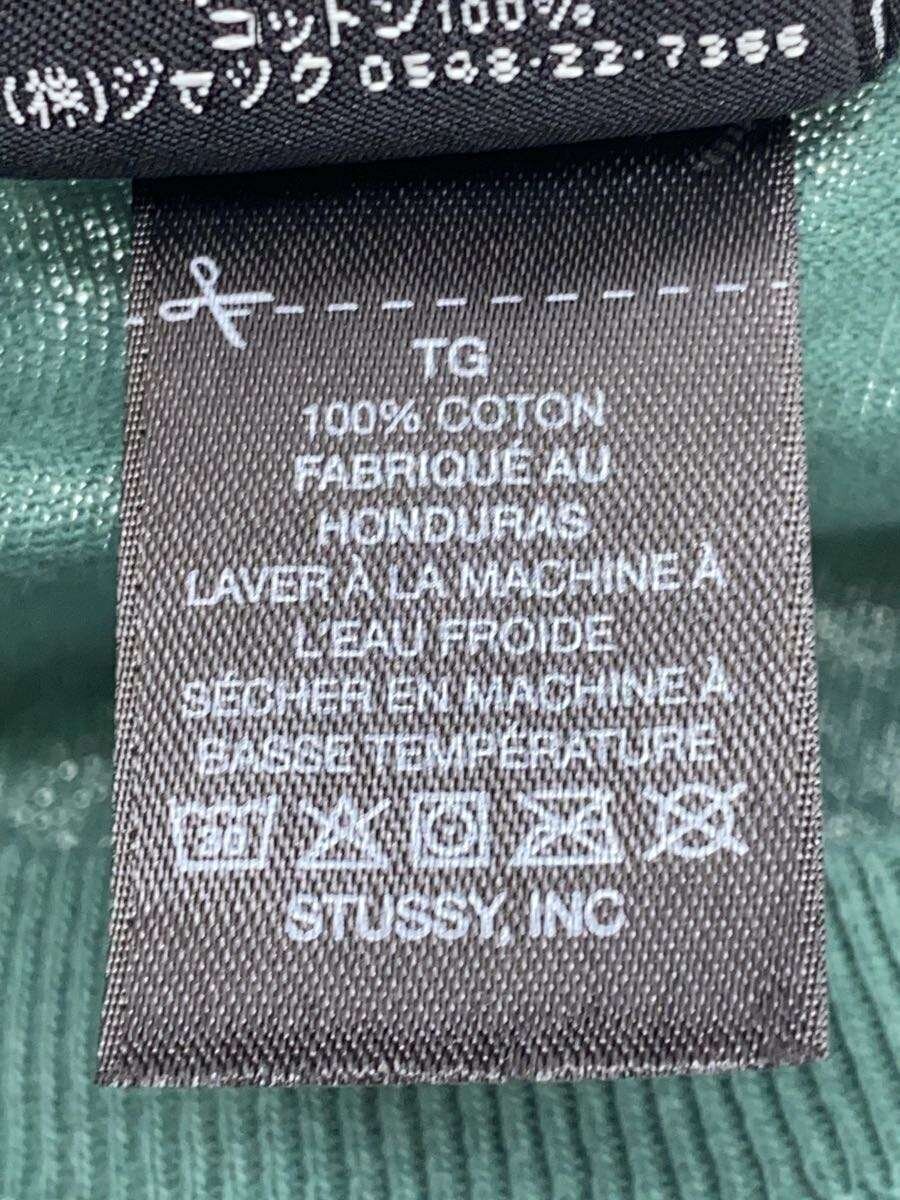 コットン100%
(株)ジャック 0548-22-7366
TG
100% COTON
FABRIQUÉ AU
HONDURAS
LAVER À LA MACHINE À
L'EAU FROIDE
SÉCHER EN MACHINE À
BASSE TEMPÉRATURE
30
STUSSY, INC